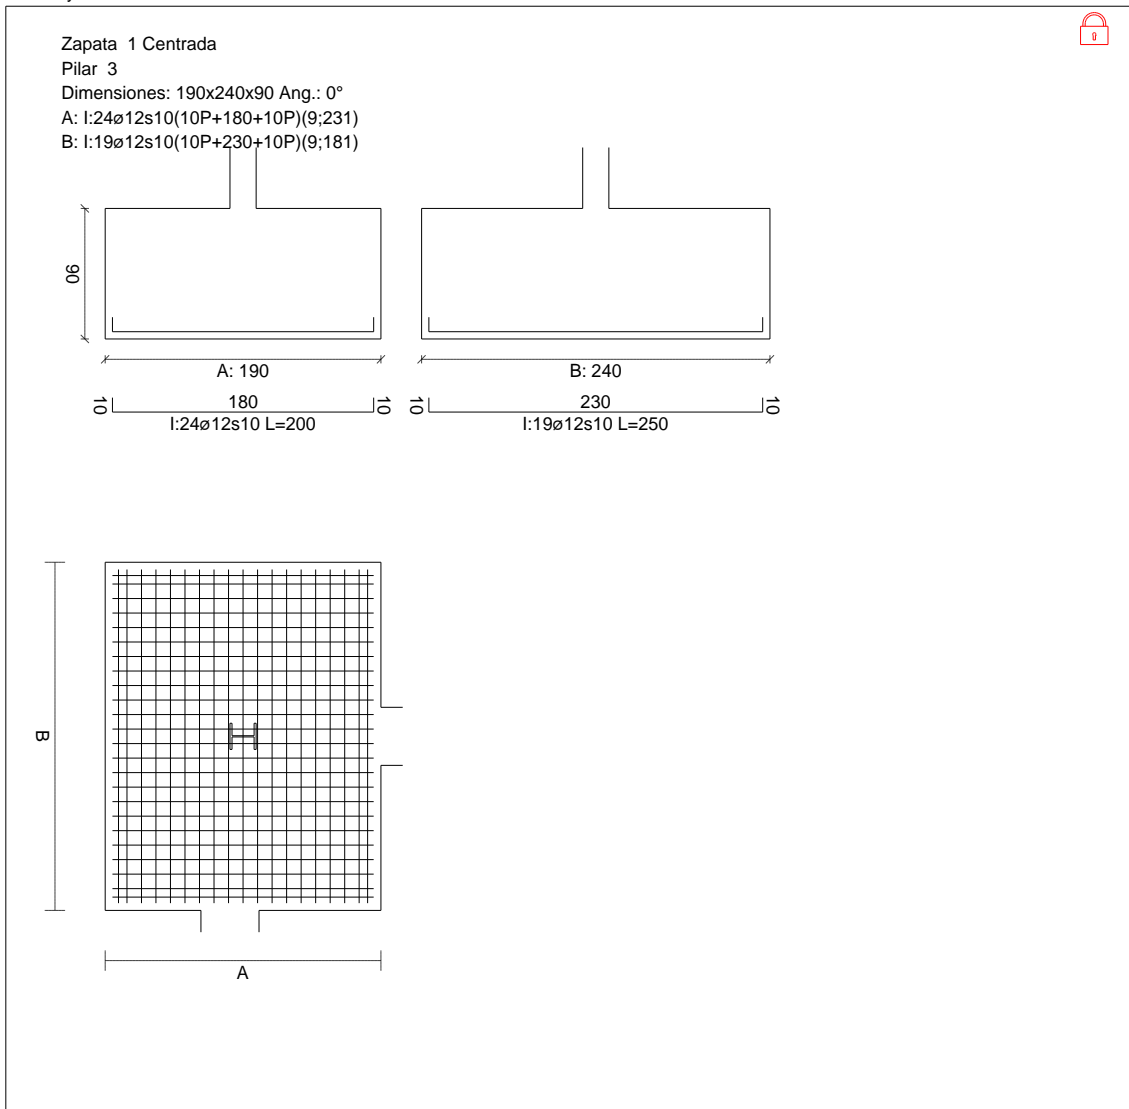 Zapata 1 Centrada
Pilar 3
Dimensiones: 190x240x90 Ang.: 0°
A: I:24ø12s10(10P+180+10P)(9;231)
B: I:19ø12s10(10P+230+10P)(9;181)
90
A: 190
B: 240
10 180 10
10 230 10
I:24ø12s10 L=200
I:19ø12s10 L=250
B
A